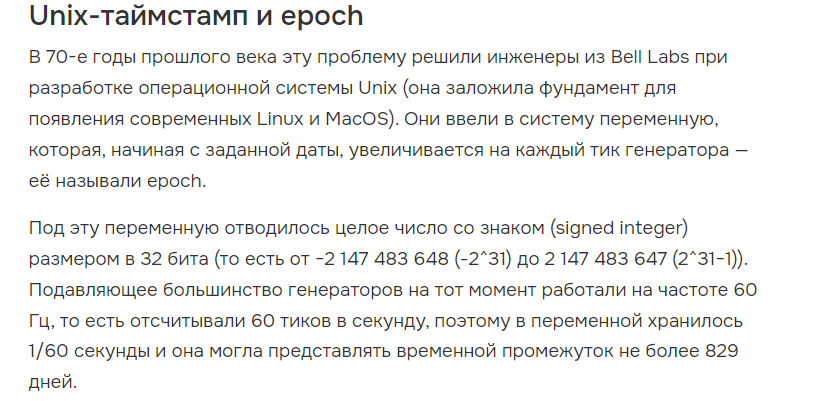 Unix-таймстамп и epoch
В 70-е годы прошлого века эту проблему решили инженеры из Bell Labs при
разработке операционной системы Unix (она заложила фундамент для
появления современных Linux и MacOS). Они ввели в систему переменную,
которая, начиная с заданной даты, увеличивается на каждый тик генератора —
её называли epoch.
Под эту переменную отводилось целое число со знаком (signed integer)
размером в 32 бита (то есть от -2 147 483 648 (-2^31) до 2 147 483 647 (2^31-1)).
Подавляющее большинство генераторов на тот момент работали на частоте 60
Гц, то есть отсчитывали 60 тиков в секунду, поэтому в переменной хранилось
1/60 секунды и она могла представлять временной промежуток не более 829
дней.